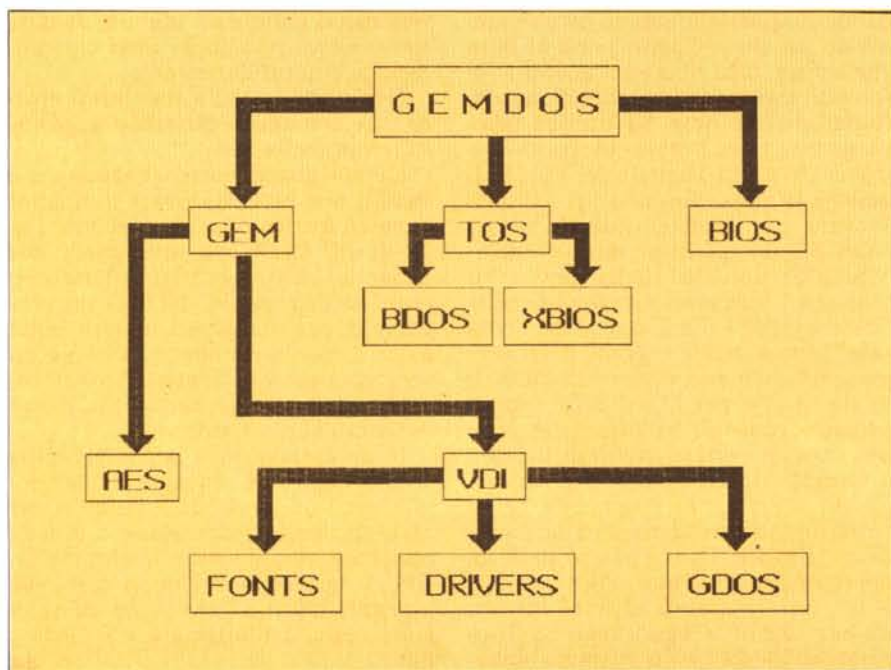 GEMDOS
GEM
TOS
BIOS
BDOS
XBIOS
AES
VDI
FONTS
DRIVERS
GDOS